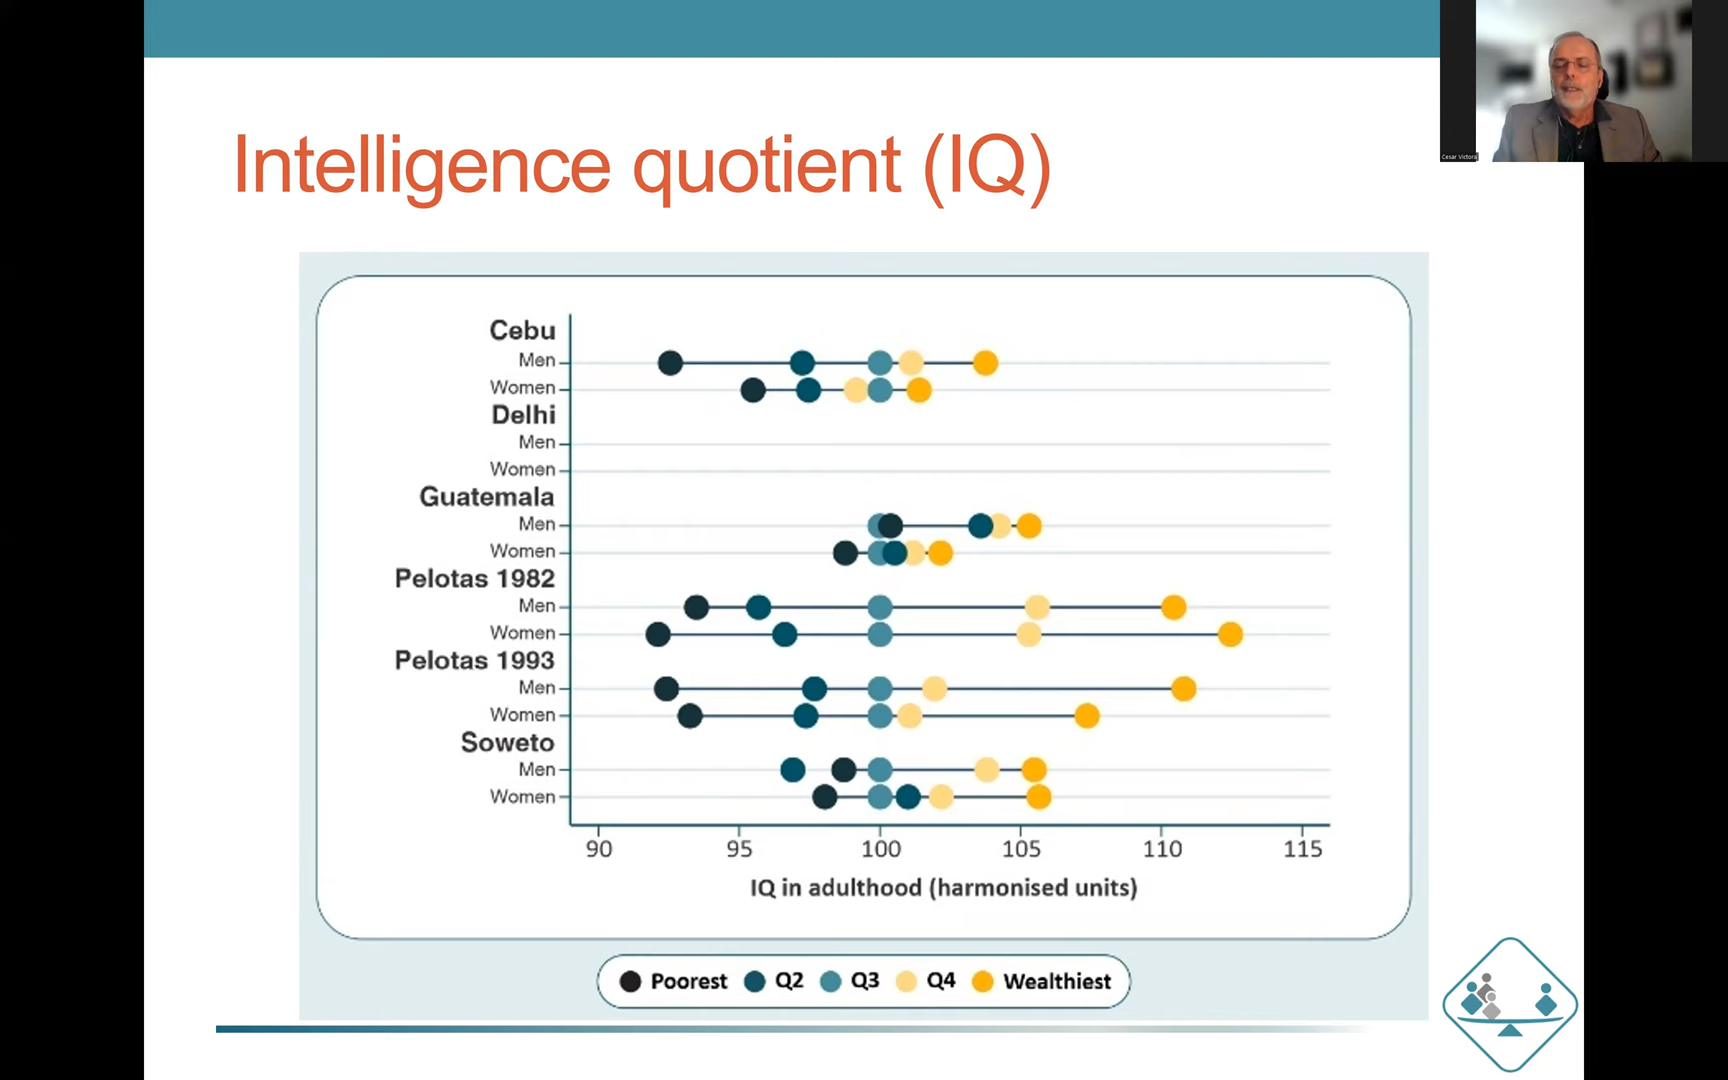 Cesar Victora
Intelligence quotient (IQ)
Cebu
Men
Women
Delhi
Men
Women
Guatemala
Men
Women
Pelotas 1982
Men
Women
Pelotas 1993
Men
Women
Soweto
Men
Women
90 95 100 105 110 115
IQ in adulthood (harmonised units)
Poorest Q2 Q3 Q4 Wealthiest